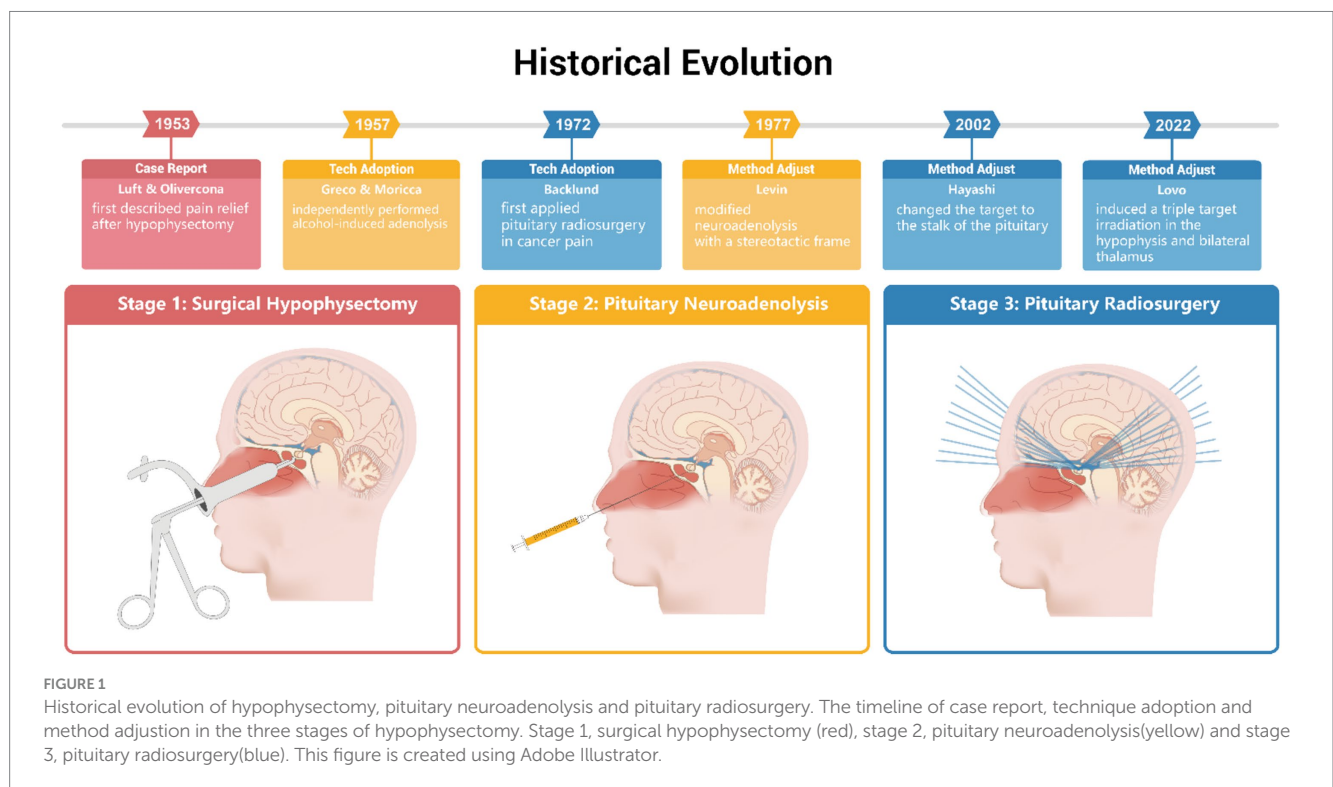 Historical Evolution
1953
1957
1972
1977
2002
2022
Case Report
Luft & Olivercona
first described pain relief
after hypophysectomy
Tech Adoption
Greco & Moricca
independently performed
alcohol-induced adenolysis
Tech Adoption
Backlund
first applied
pituitary radiosurgery
in cancer pain
Method Adjust
Levin
modified
neuroadenolysis
with a stereotactic frame
Method Adjust
Hayashi
changed the target to
the stalk of the pituitary
Method Adjust
Lovo
induced a triple target
irradiation in the
hypophysis and bilateral
thalamus
Stage 1: Surgical Hypophysectomy
Stage 2: Pituitary Neuroadenolysis
Stage 3: Pituitary Radiosurgery
FIGURE 1
Historical evolution of hypophysectomy, pituitary neuroadenolysis and pituitary radiosurgery. The timeline of case report, technique adoption and
method adjustion in the three stages of hypophysectomy. Stage 1, surgical hypophysectomy (red), stage 2, pituitary neuroadenolysis(yellow) and stage
3, pituitary radiosurgery(blue). This figure is created using Adobe Illustrator.